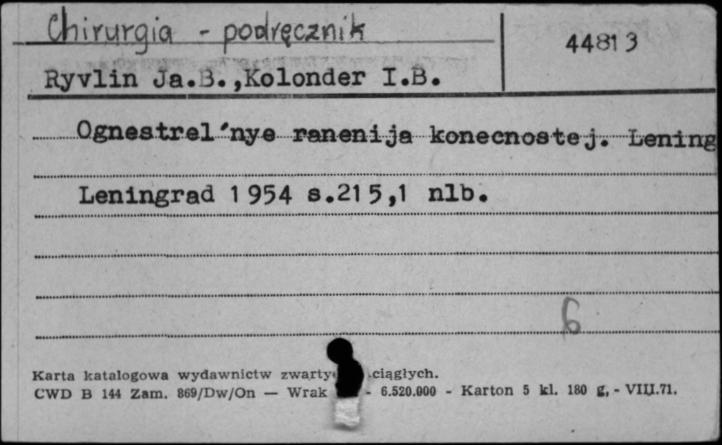 Chirurgia - podręcznik
44813
Ryvlin Ja.B.,Kolonder I.B.
Ognestrel'nye ranenija konecnostej. Lening
Leningrad 1954 s.215,1 nlb.
6
Karta katalogowa wydawnictw zwarty ciągłych.
CWD B 144 Zam. 869/Dw/On — Wrak - 6.520.000 - Karton 5 kl. 180 g, - VIII.71.